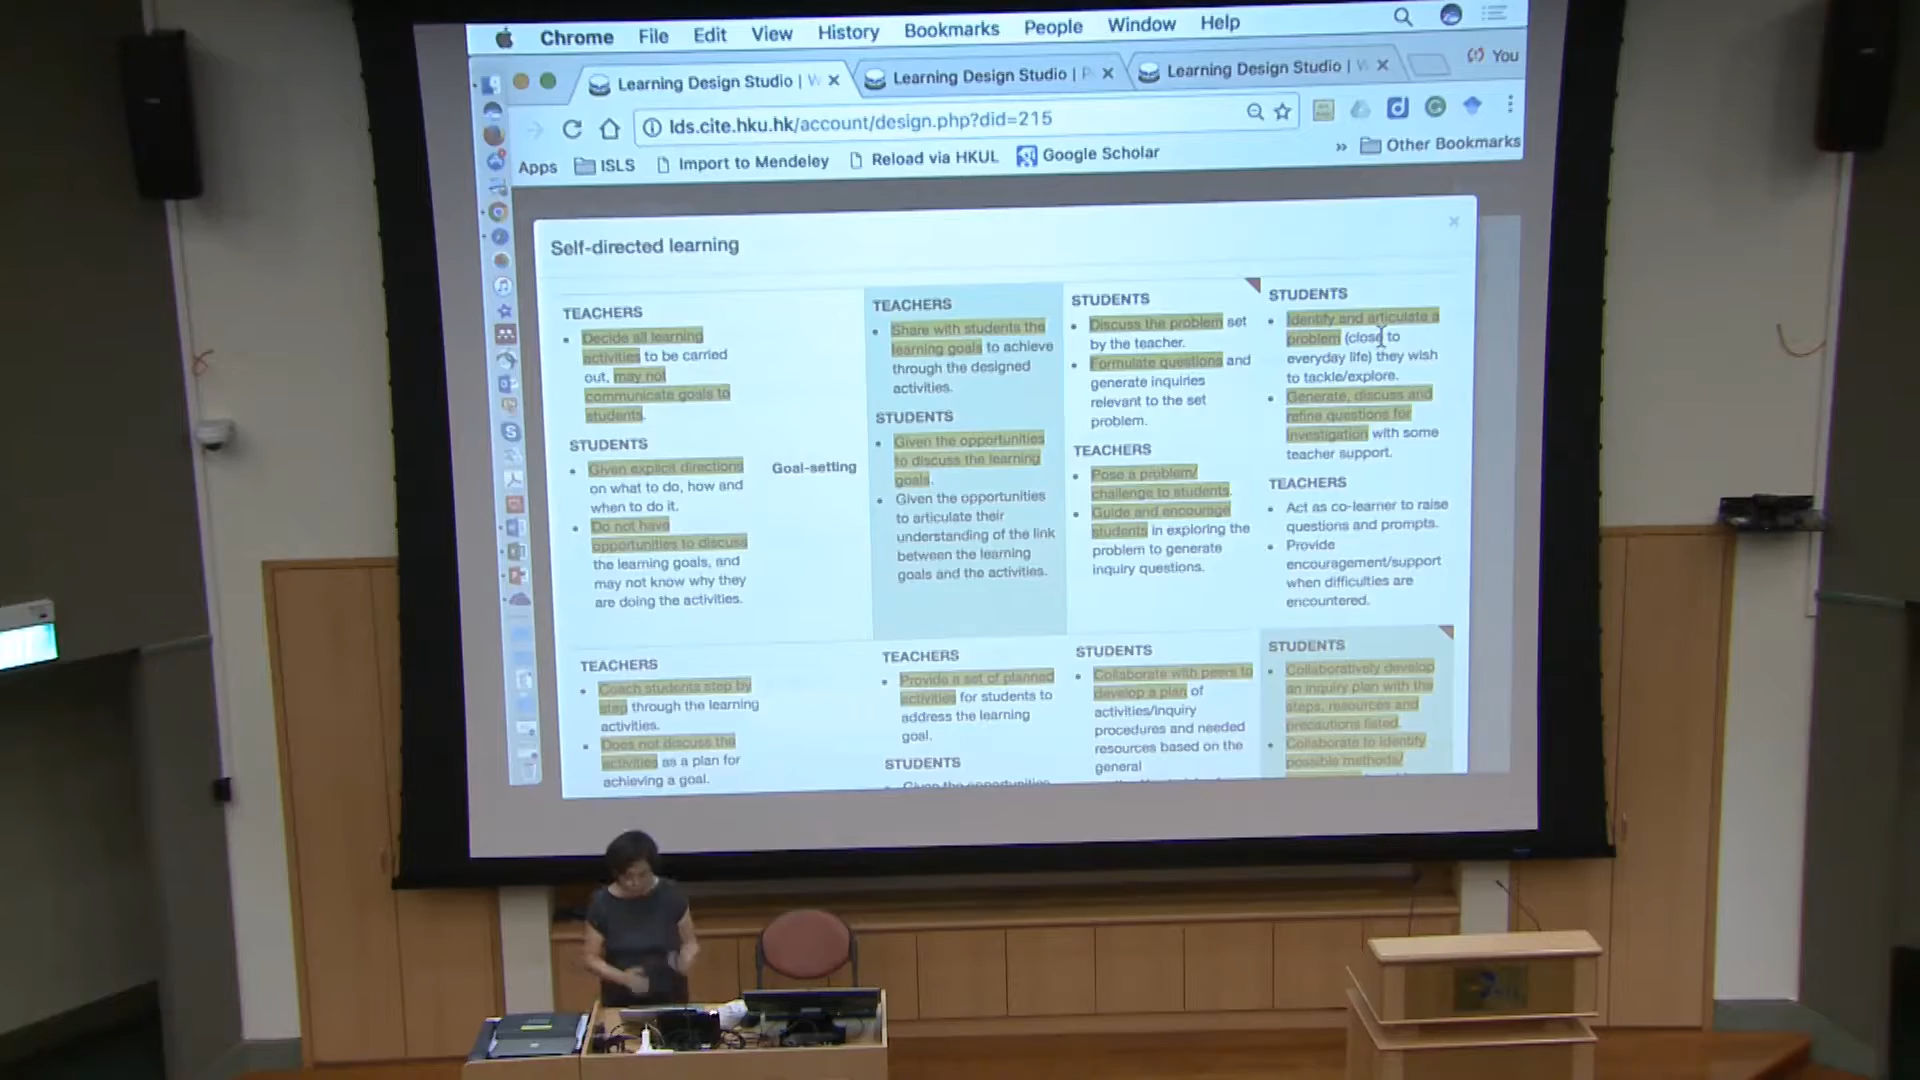 Chrome File Edit View History Bookmarks People Window Help
Learning Design Studio |
Learning Design Studio | P
Learning Design Studio |
You
lds.cite.hku.hk/account/design.php?did=215
Apps ISLS Import to Mendeley Reload via HKUL Google Scholar » Other Bookmarks
Self-directed learning
TEACHERS
Decide all learning
activities to be carried
out, may not
communicate goals to
students.
STUDENTS
Given explicit directions
on what to do, how and
when to do it.
Do not have
opportunities to discuss
the learning goals, and
may not know why they
are doing the activities.
Goal-setting
TEACHERS
Share with students the
learning goals to achieve
through the designed
activities.
STUDENTS
Given the opportunities
to discuss the learning
goals.
Given the opportunities
to articulate their
understanding of the link
between the learning
goals and the activities.
STUDENTS
Discuss the problem set
by the teacher.
Formulate questions and
generate inquiries
relevant to the set
problem.
TEACHERS
Pose a problem/
challenge to students.
Guide and encourage
students in exploring the
problem to generate
inquiry questions.
STUDENTS
Identify and articulate a
problem (close to
everyday life) they wish
to tackle/explore.
Generate, discuss and
refine questions for
investigation with some
teacher support.
TEACHERS
Act as co-learner to raise
questions and prompts.
Provide
encouragement/support
when difficulties are
encountered.
TEACHERS
Coach students step by
step through the learning
activities.
Does not discuss the
activities as a plan for
achieving a goal.
TEACHERS
Provide a set of planned
activities for students to
address the learning
goal.
STUDENTS
Given the opportunities
STUDENTS
Collaborate with peers to
develop a plan of
activities/inquiry
procedures and needed
resources based on the
general
STUDENTS
Collaboratively develop
an inquiry plan with the
steps, resources and
precautions listed.
Collaborate to identify
possible methods/